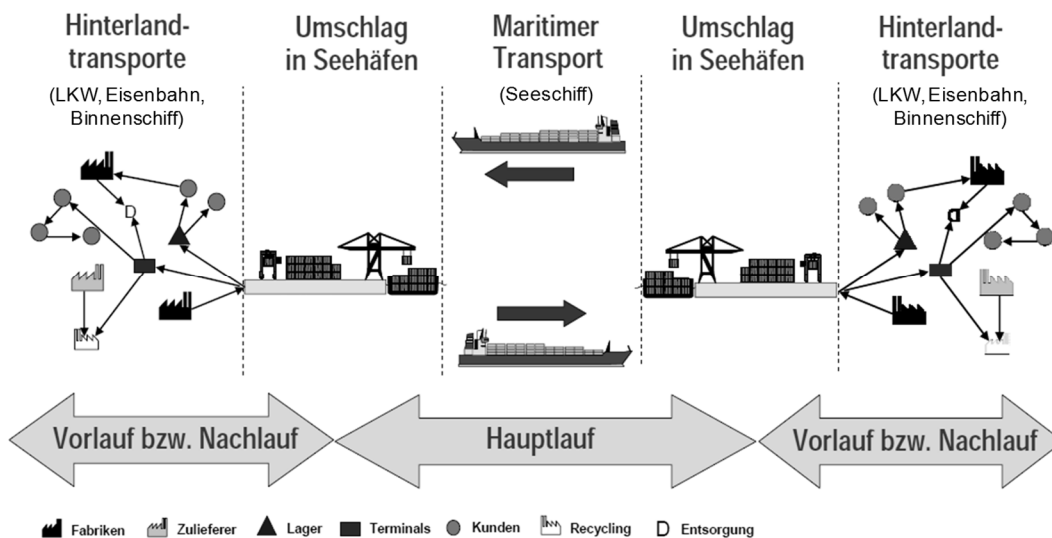 Hinterland-
transporte
(LKW, Eisenbahn,
Binnenschiff)
Umschlag
in Seehäfen
Maritimer
Transport
(Seeschiff)
Umschlag
in Seehäfen
Hinterland-
transporte
(LKW, Eisenbahn,
Binnenschiff)
D
D
Vorlauf bzw. Nachlauf
Hauptlauf
Vorlauf bzw. Nachlauf
Fabriken
Zulieferer
Lager
Terminals
Kunden
Recycling
D Entsorgung